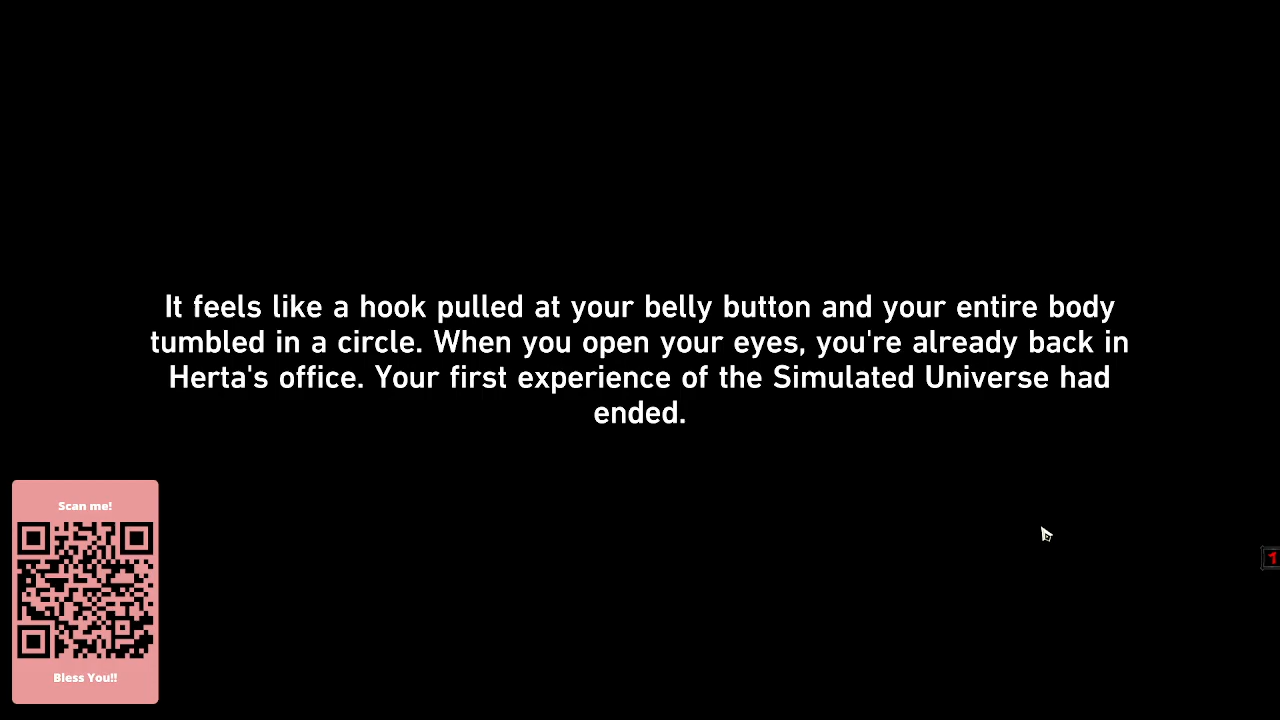 It feels like a hook pulled at your belly button and your entire body
tumbled in a circle. When you open your eyes, you're already back in
Herta's office. Your first experience of the Simulated Universe had
ended.
Scan me!
Bless You!!
1